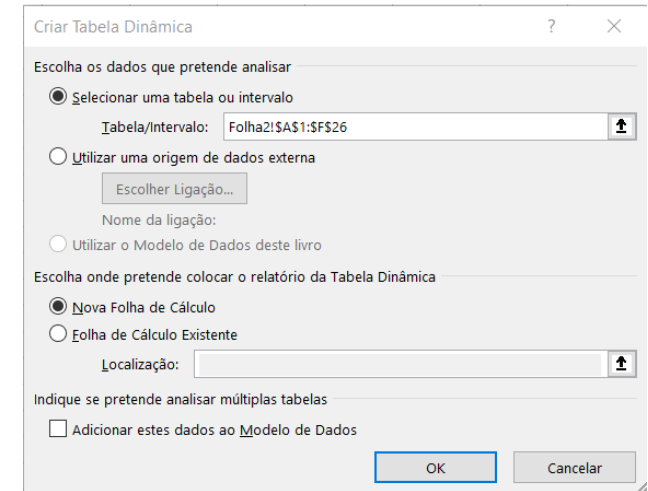 Criar Tabela Dinâmica ?
Escolha os dados que pretende analisar
Selecionar uma tabela ou intervalo
Tabela/Intervalo: Folha2!$A$1:$F$26
Utilizar uma origem de dados externa
Escolher Ligação...
Nome da ligação:
Utilizar o Modelo de Dados deste livro
Escolha onde pretende colocar o relatório da Tabela Dinâmica
Nova Folha de Cálculo
Folha de Cálculo Existente
Localização:
Indique se pretende analisar múltiplas tabelas
Adicionar estes dados ao Modelo de Dados
OK Cancelar